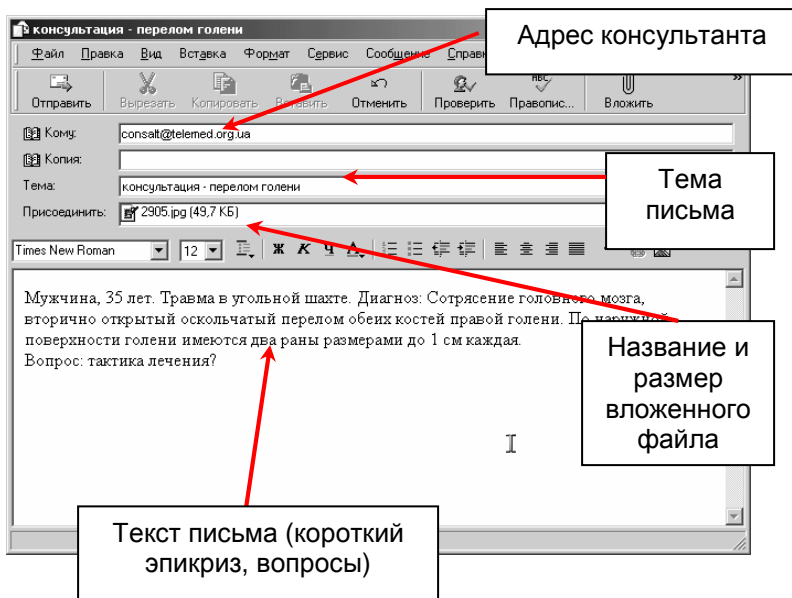 консультация - перелом голени
Адрес консультанта
Файл Правка Вид Вставка Формат Сервис Сообщение
Отправить Вырезать Копировать Вставить Отменить Проверить Правопис... Вложить »
Кому: consalt@telemed.org.ua
Копия:
Тема: консультация - перелом голени
Тема
письма
Присоединить: 2905.jpg (49,7 КБ)
Times New Roman 12 Ж К Ч А
Мужчина, 35 лет. Травма в угольной шахте. Диагноз: Сотрясение головного мозга,
вторично открытый оскольчатый перелом обеих костей правой голени. По наружной
поверхности голени имеются два раны размерами до 1 см каждая.
Вопрос: тактика лечения?
Название и
размер
вложенного
файла
Текст письма (короткий
эпикриз, вопросы)